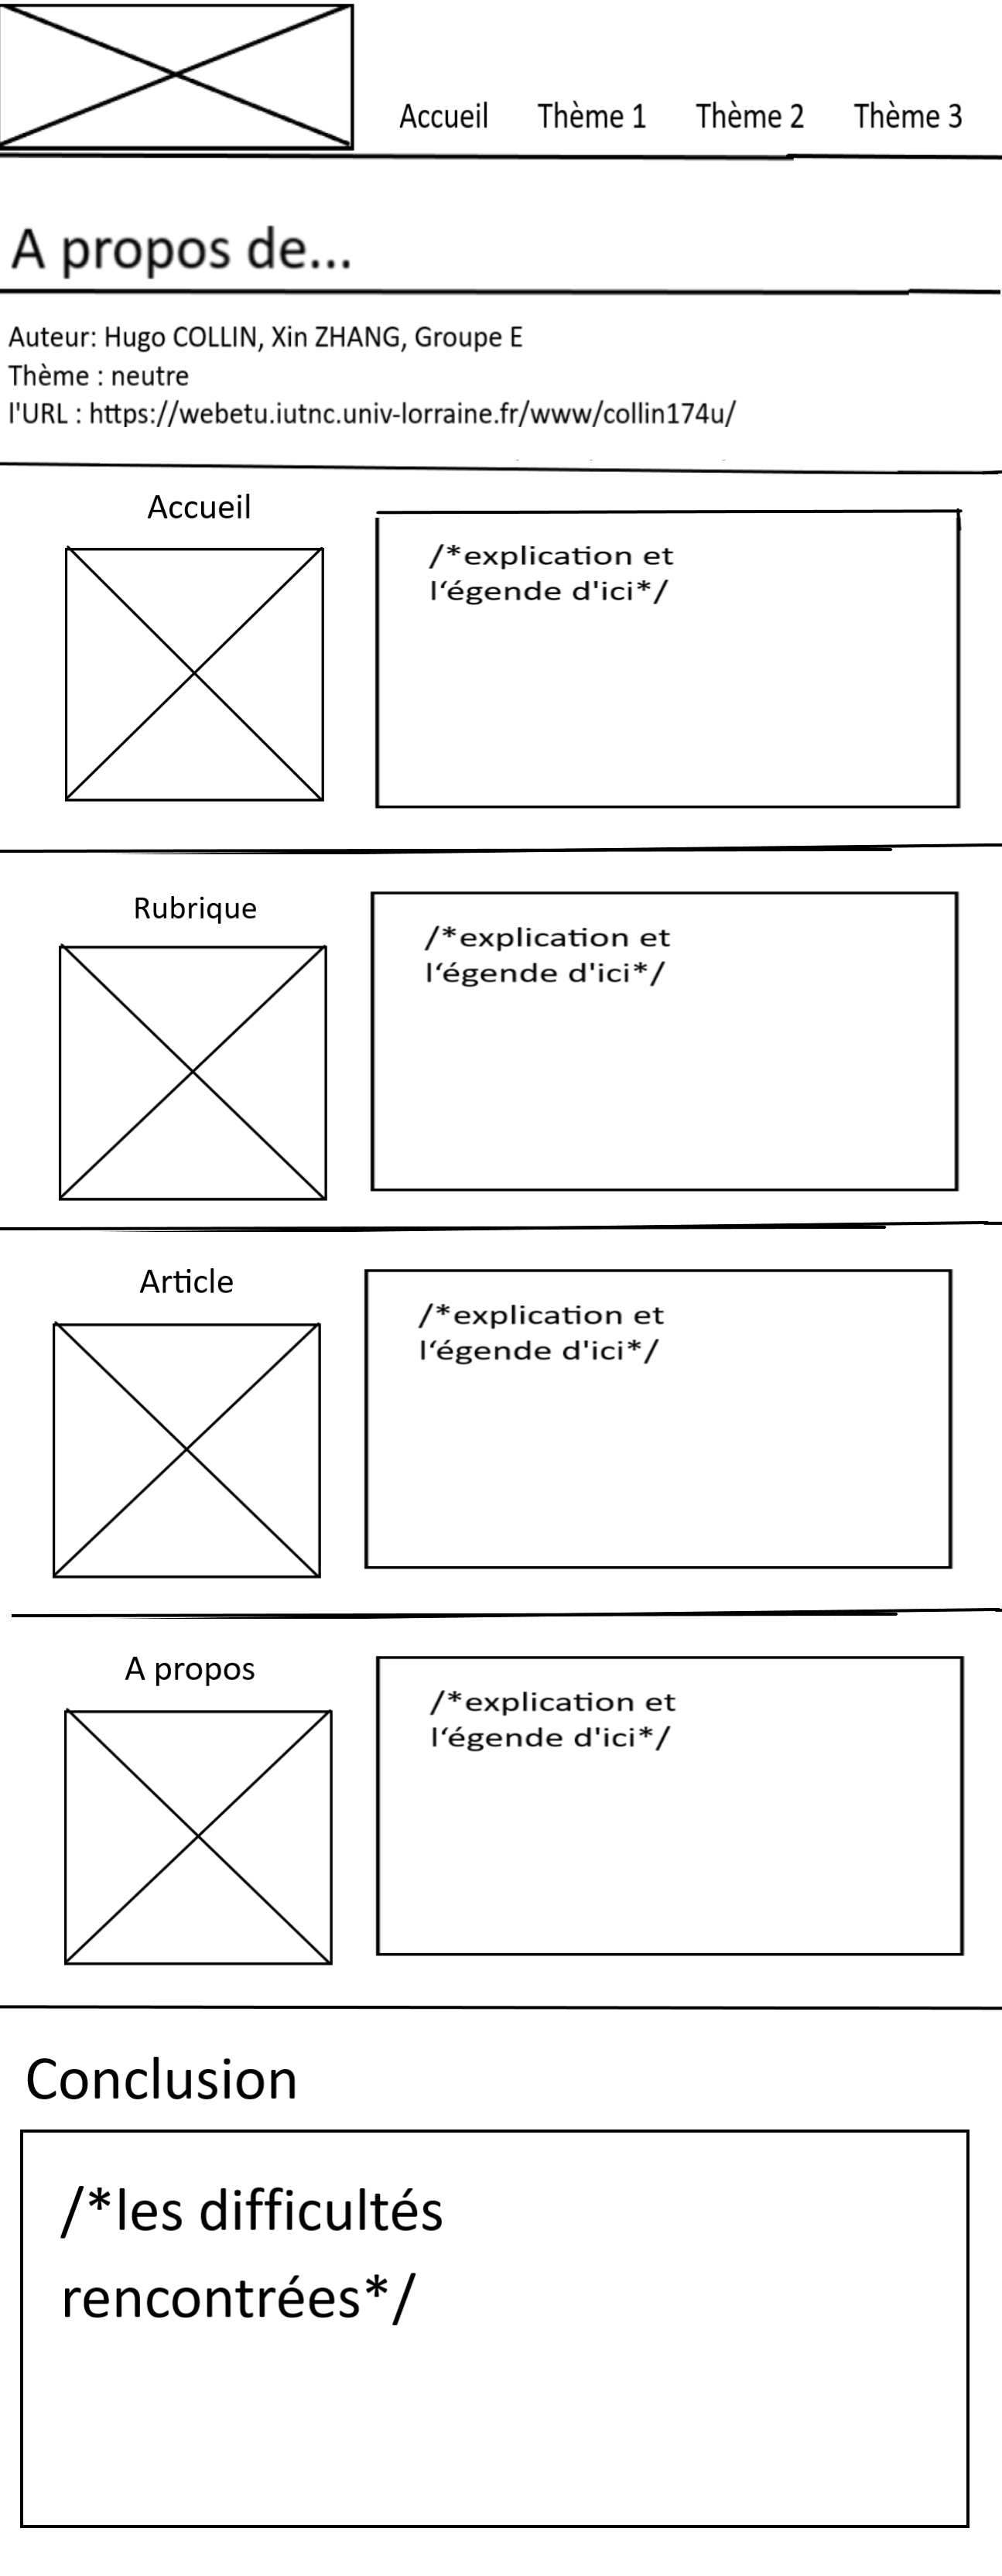 Accueil Thème 1 Thème 2 Thème 3
A propos de...
Auteur: Hugo COLLIN, Xin ZHANG, Groupe E
Thème : neutre
l'URL : https://webetu.iutnc.univ-lorraine.fr/www/collin174u/
Accueil
/*explication et
l‘égende d'ici*/
Rubrique
/*explication et
l‘égende d'ici*/
Article
/*explication et
l‘égende d'ici*/
A propos
/*explication et
l‘égende d'ici*/
Conclusion
/*les difficultés
rencontrées*/